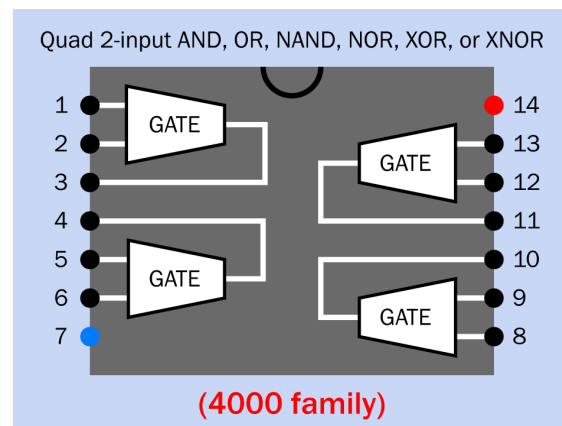 Quad 2-input AND, OR, NAND, NOR, XOR, or XNOR
1 GATE 14
2 GATE 13
3 12
4 11
5 GATE 10
6 GATE 9
7 8
(4000 family)